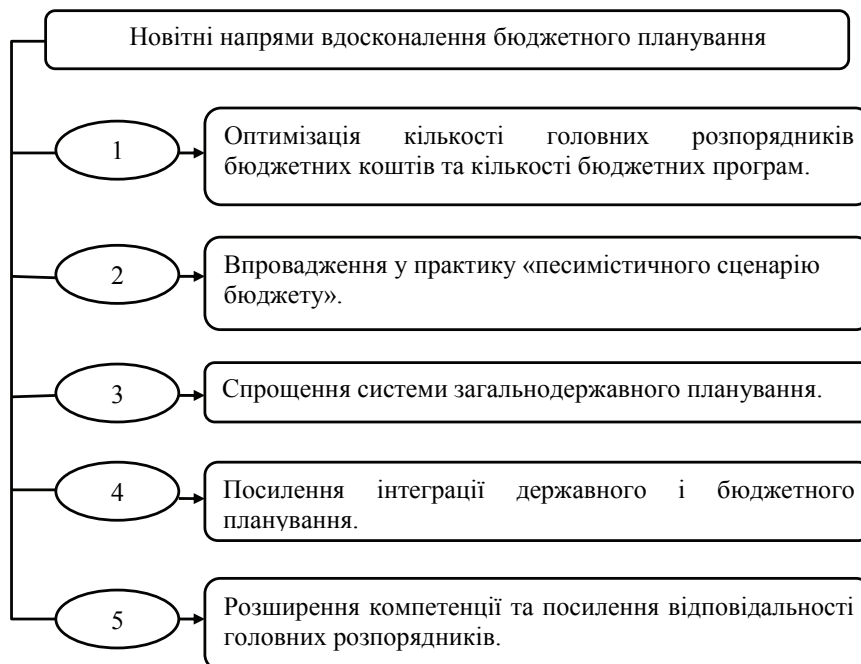 Новітні напрями вдосконалення бюджетного планування
1
Оптимізація кількості головних розпорядників
бюджетних коштів та кількості бюджетних програм.
2
Впровадження у практику «песимістичного сценарію
бюджету».
3
Спрощення системи загальнодержавного планування.
4
Посилення інтеграції державного і бюджетного
планування.
5
Розширення компетенції та посилення відповідальності
головних розпорядників.